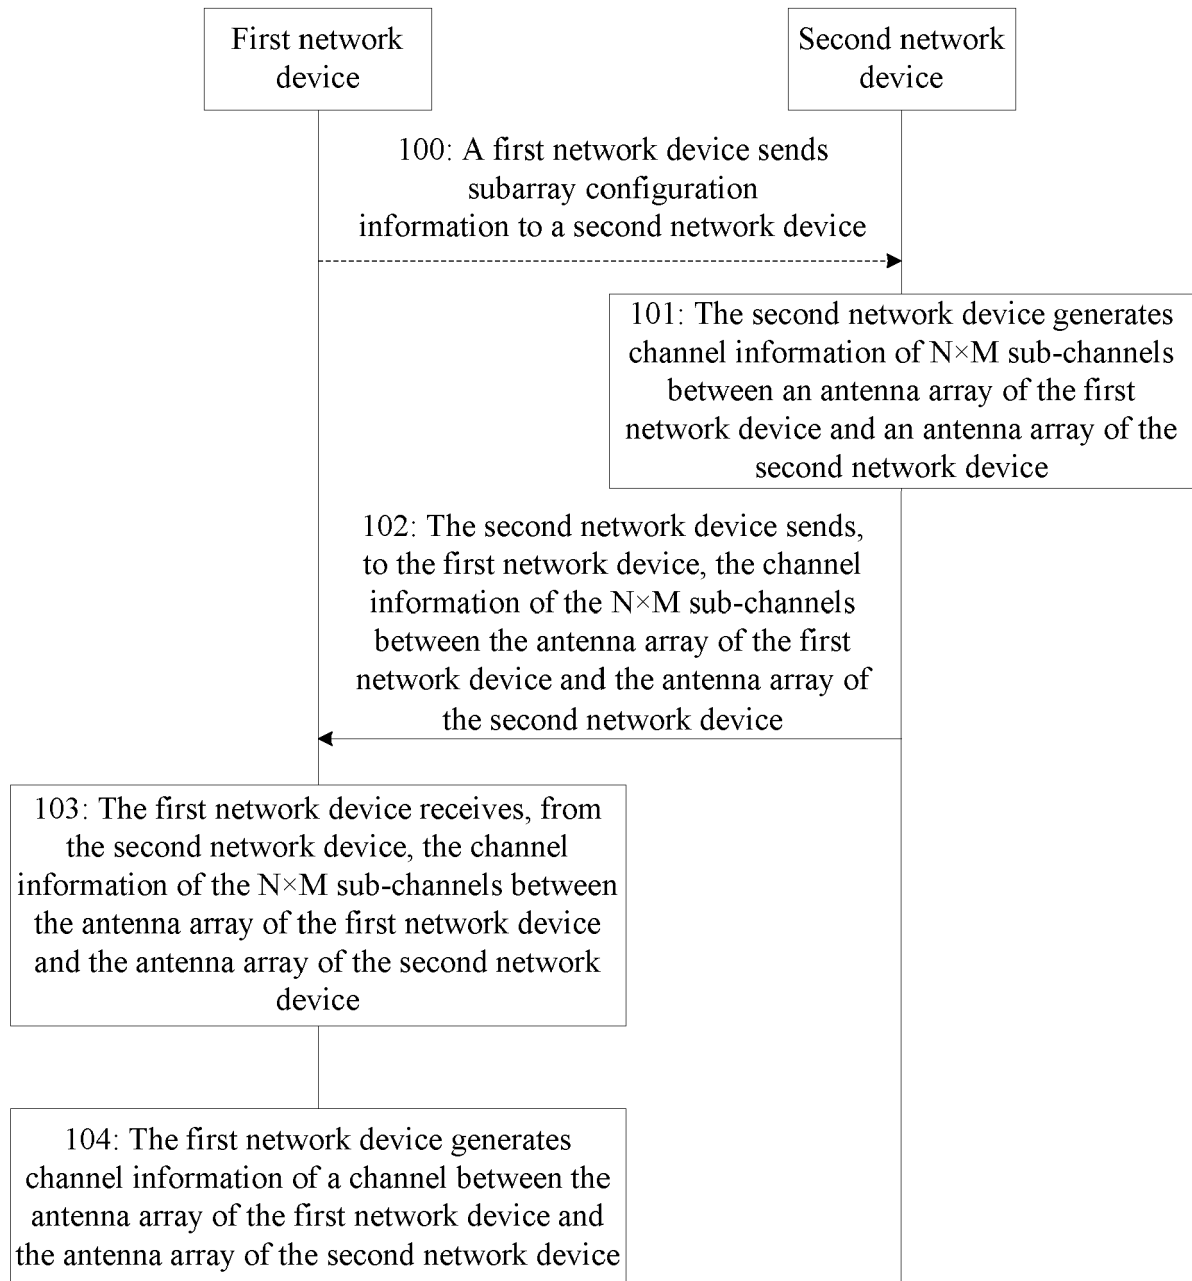 First network
device
Second network
device
100: A first network device sends
subarray configuration
information to a second network device
101: The second network device generates
channel information of N×M sub-channels
between an antenna array of the first
network device and an antenna array of the
second network device
102: The second network device sends,
to the first network device, the channel
information of the N×M sub-channels
between the antenna array of the first
network device and the antenna array of
the second network device
103: The first network device receives, from
the second network device, the channel
information of the N×M sub-channels between
the antenna array of the first network device
and the antenna array of the second network
device
104: The first network device generates
channel information of a channel between the
antenna array of the first network device and
the antenna array of the second network device